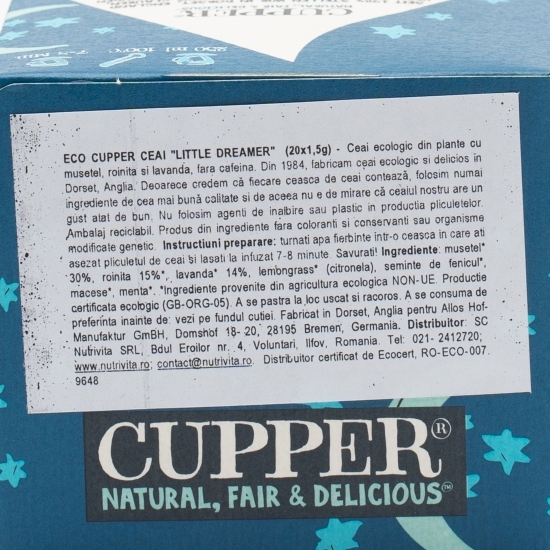 CUPPER
250 ml 100°c 7-8 Min
ECO CUPPER CEAI "LITTLE DREAMER" (20x1,5g) - Ceai ecologic din plante cu
musetel, roinita si lavanda, fara cafeina. Din 1984, fabricam ceai ecologic si delicios in
Dorset, Anglia. Deoarece credem că fiecare ceasca de ceai contează, folosim numai
ingrediente de cea mai bună calitate si de aceea nu e de mirare că ceaiul nostru are un
gust atat de bun. Nu folosim agenti de inalbire sau plastic in productia pliculetelor.
Ambalaj reciclabil. Produs din ingrediente fara coloranti si conservanti sau organisme
modificate genetic. Instructiuni preparare: turnati apa fierbinte intr-o ceasca in care ati
asezat pliculetul de ceai si lasati la infuzat 7-8 minute. Savurati! Ingrediente: musetel*
30%, roinita 15%*, lavanda* 14%, lemongrass* (citronela), seminte de fenicul*,
macese*, menta*. *Ingrediente provenite din agricultura ecologica NON-UE. Productie
certificata ecologic (GB-ORG-05). A se pastra la loc uscat si racoros. A se consuma de
preferinta inainte de: vezi pe fundul cutiei. Fabricat in Dorset, Anglia pentru Allos Hof-
Manufaktur GmBH, Domshof 18- 20, 28195 Bremen, Germania. Distribuitor: SC
Nutrivita SRL, Bdul Eroilor nr. 4, Voluntari, Ilfov, Romania. Tel: 021- 2412720;
www.nutrivita.ro; contact@nutrivita.ro. Distribuitor certificat de Ecocert, RO-ECO-007.
9648
CUPPER®
NATURAL, FAIR & DELICIOUS™